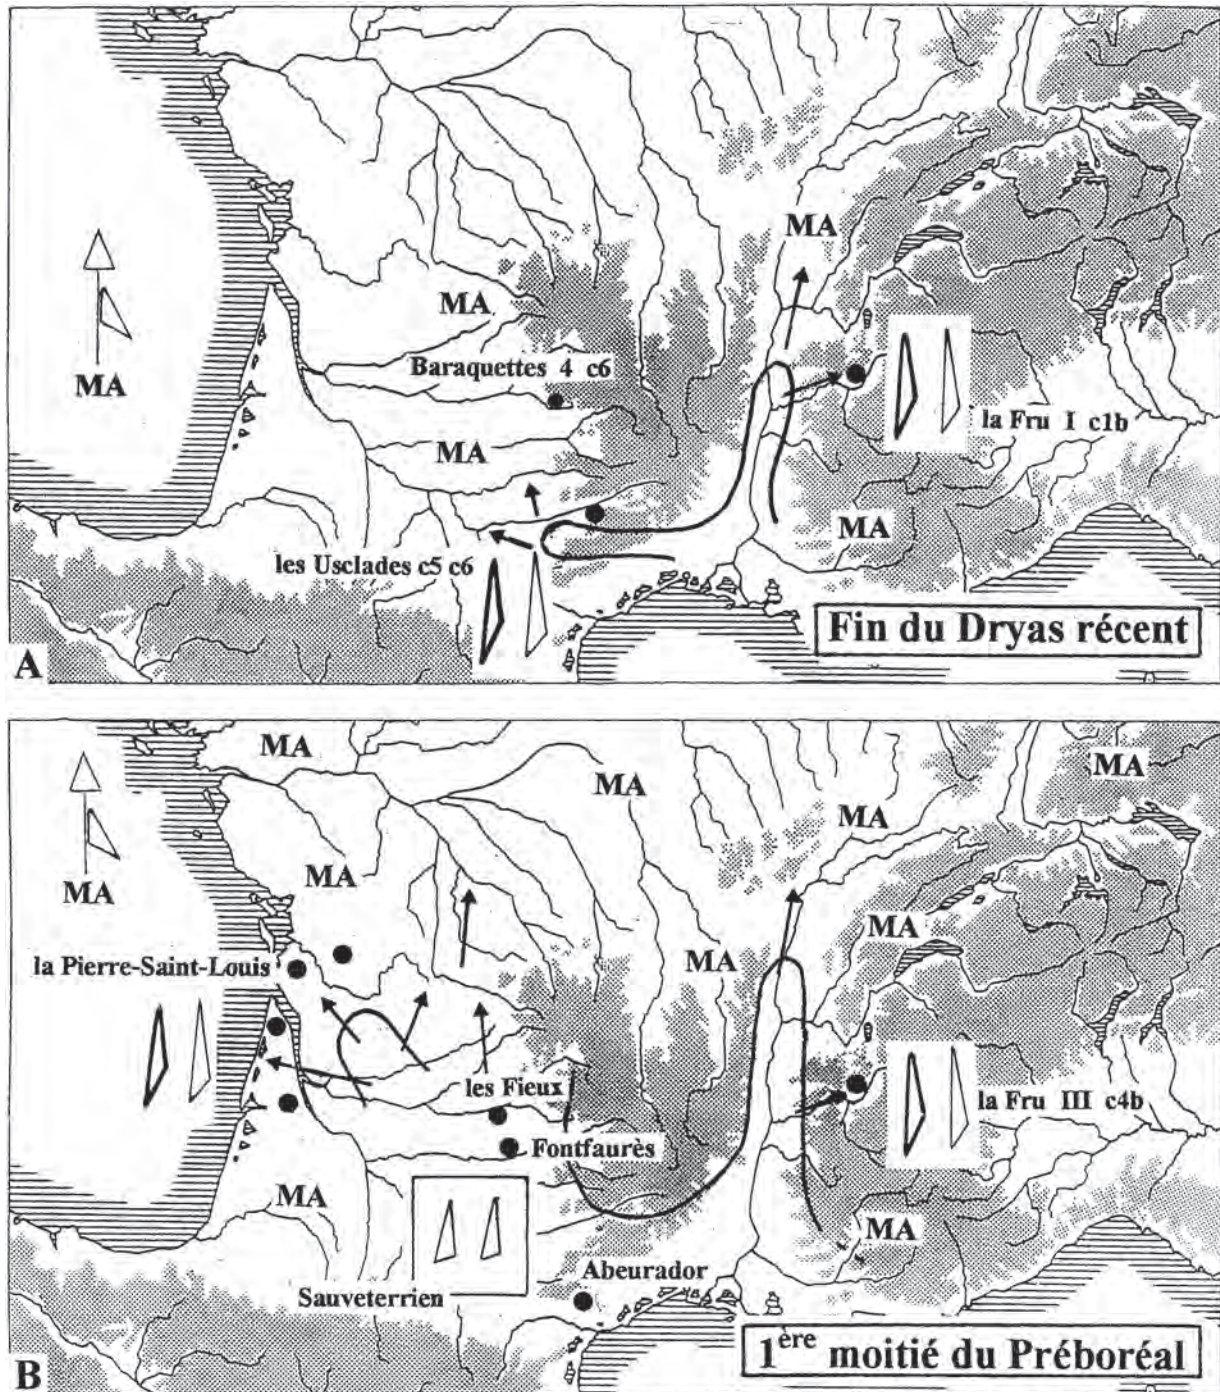 MA
MA
MA
Baraquettes 4 c6
la Fru I c1b
MA
MA
les Usclades c5 c6
Fin du Dryas récent
A
MA
MA
MA
MA
MA
MA
MA
MA
MA
la Pierre-Saint-Louis
les Fieux
la Fru III c4b
Fontfaurès
MA
MA
Abeurador
Sauveterrien
1ère moitié du Préboréal
B